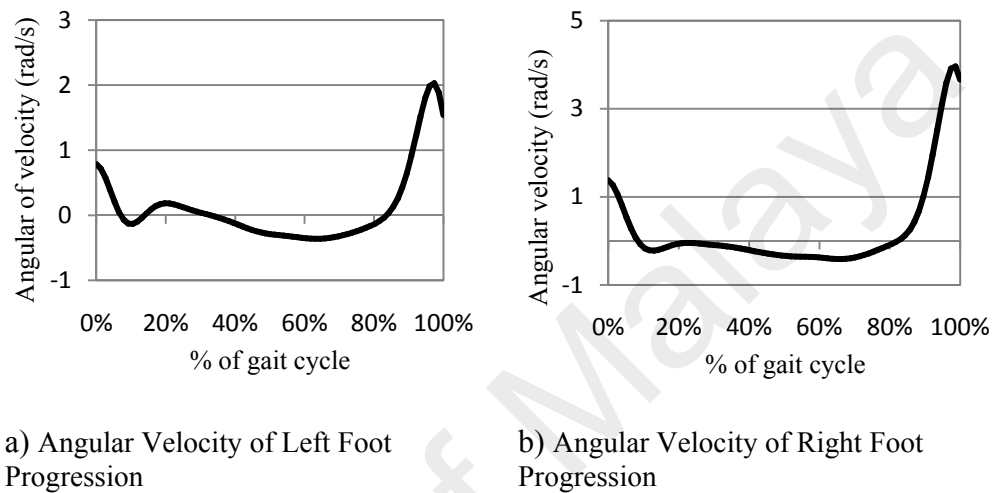 3
2
1
0
-1
Angular of velocity (rad/s)
0% 20% 40% 60% 80% 100%
% of gait cycle
5
3
1
-1
Angular velocity (rad/s)
0% 20% 40% 60% 80% 100%
% of gait cycle
a) Angular Velocity of Left Foot
Progression
b) Angular Velocity of Right Foot
Progression
of Malaya